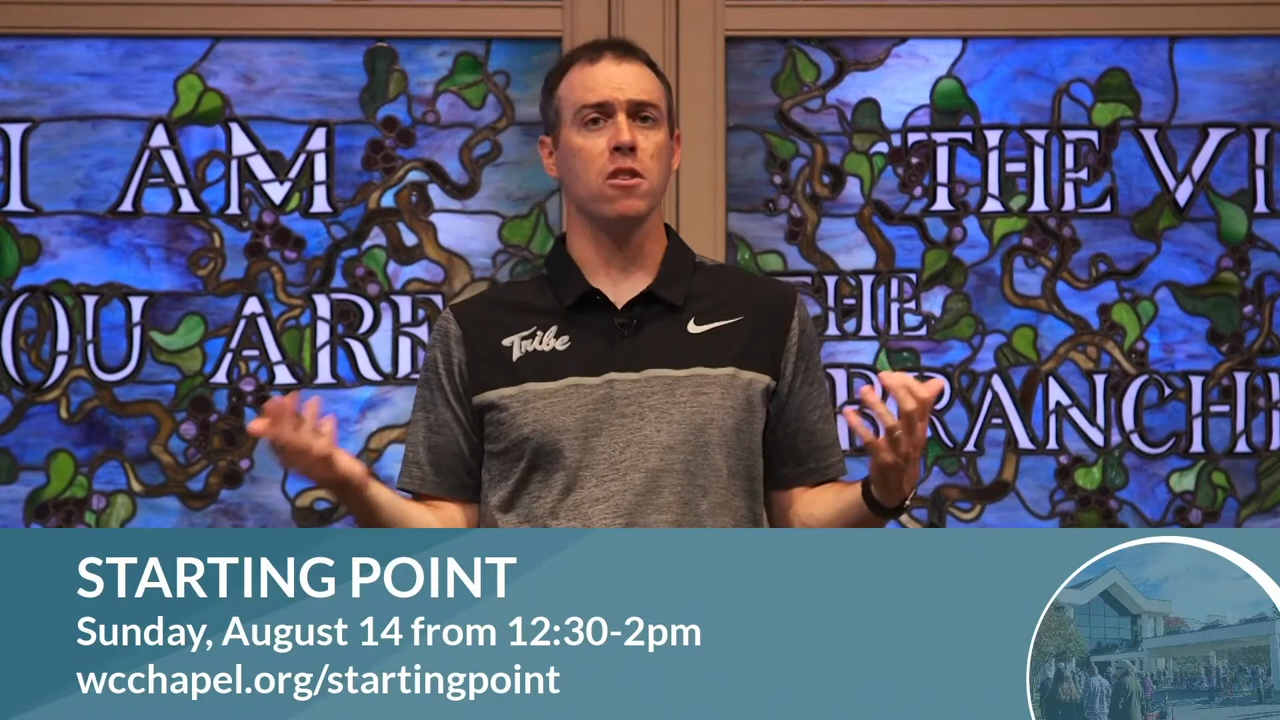 I AM THE VI
OU ARE THE
BRANCH
Tribe
STARTING POINT
Sunday, August 14 from 12:30-2pm
wcchapel.org/startingpoint